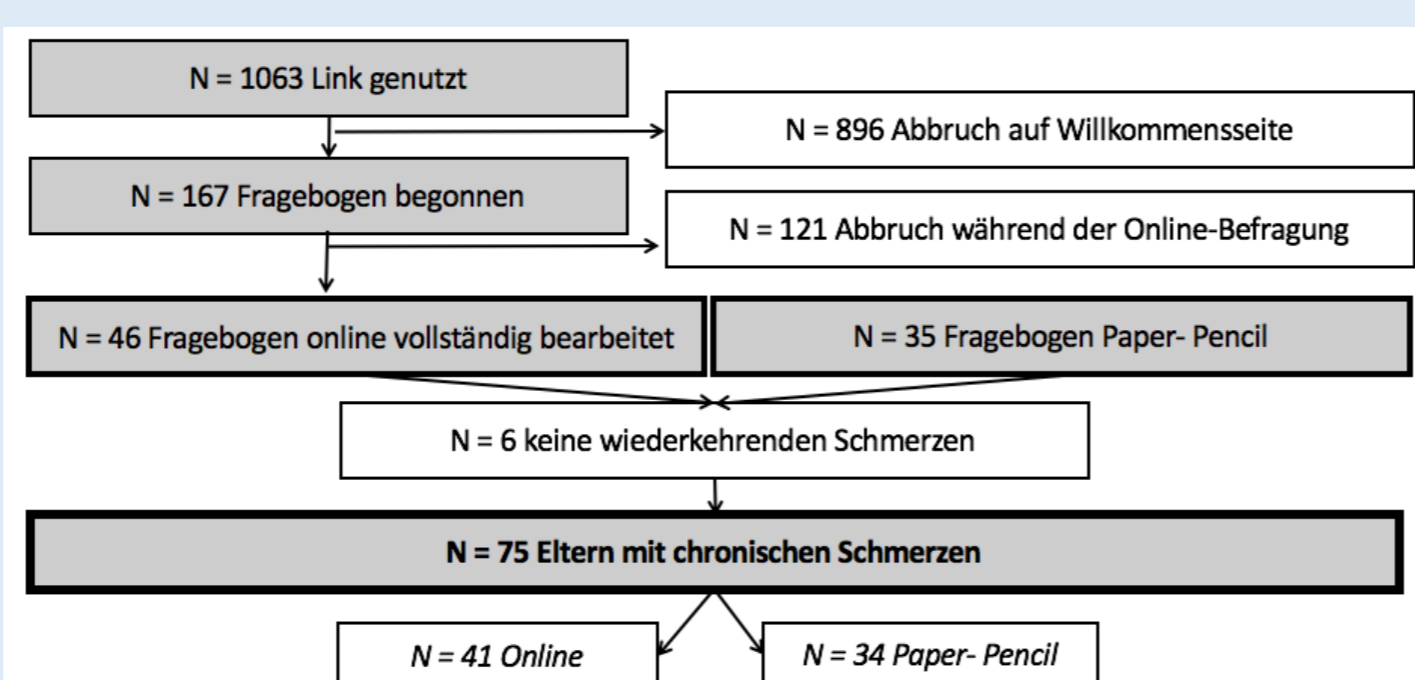 N = 1063 Link genutzt
N = 896 Abbruch auf Willkommensseite
N = 167 Fragebogen begonnen
N = 121 Abbruch während der Online-Befragung
N = 46 Fragebogen online vollständig bearbeitet
N = 35 Fragebogen Paper- Pencil
N = 6 keine wiederkehrenden Schmerzen
N = 75 Eltern mit chronischen Schmerzen
N = 41 Online
N = 34 Paper- Pencil